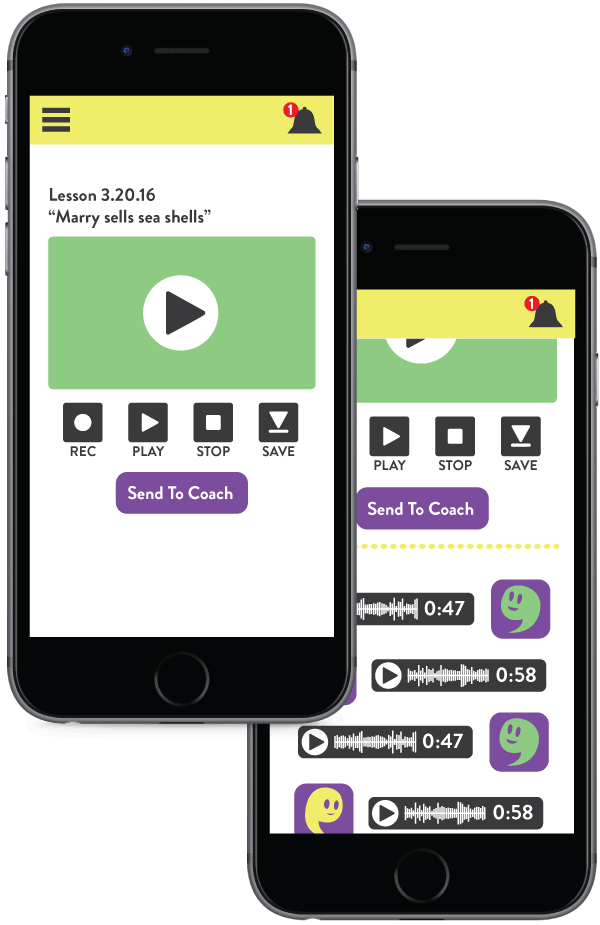 1
Lesson 3.20.16
“Marry sells sea shells”
REC PLAY STOP SAVE
Send To Coach
1
PLAY STOP SAVE
Send To Coach
0:47
0:58
0:47
0:58